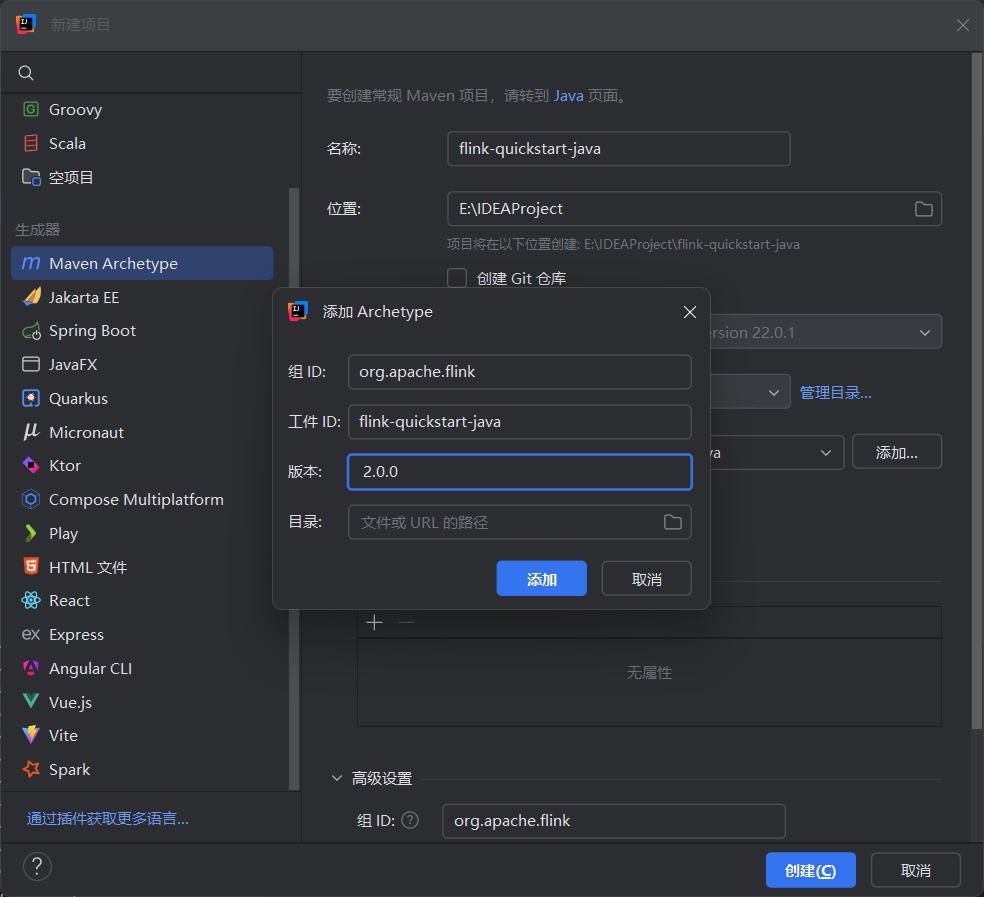 新建项目
Groovy
Scala
空项目
生成器
Maven Archetype
Jakarta EE
Spring Boot
JavaFX
Quarkus
Micronaut
Ktor
Compose Multiplatform
Play
HTML 文件
React
Express
Angular CLI
Vue.js
Vite
Spark
通过插件获取更多语言...
要创建常规 Maven 项目，请转到 Java 页面。
名称: flink-quickstart-java
位置: E:\IDEAProject
项目将在以下位置创建: E:\IDEAProject\flink-quickstart-java
创建 Git 仓库
version 22.0.1
管理目录...
va
添加...
添加 Archetype
组 ID: org.apache.flink
工件 ID: flink-quickstart-java
版本: 2.0.0
目录: 文件或 URL 的路径
添加 取消
无属性
高级设置
组 ID: ? org.apache.flink
? 创建(C) 取消